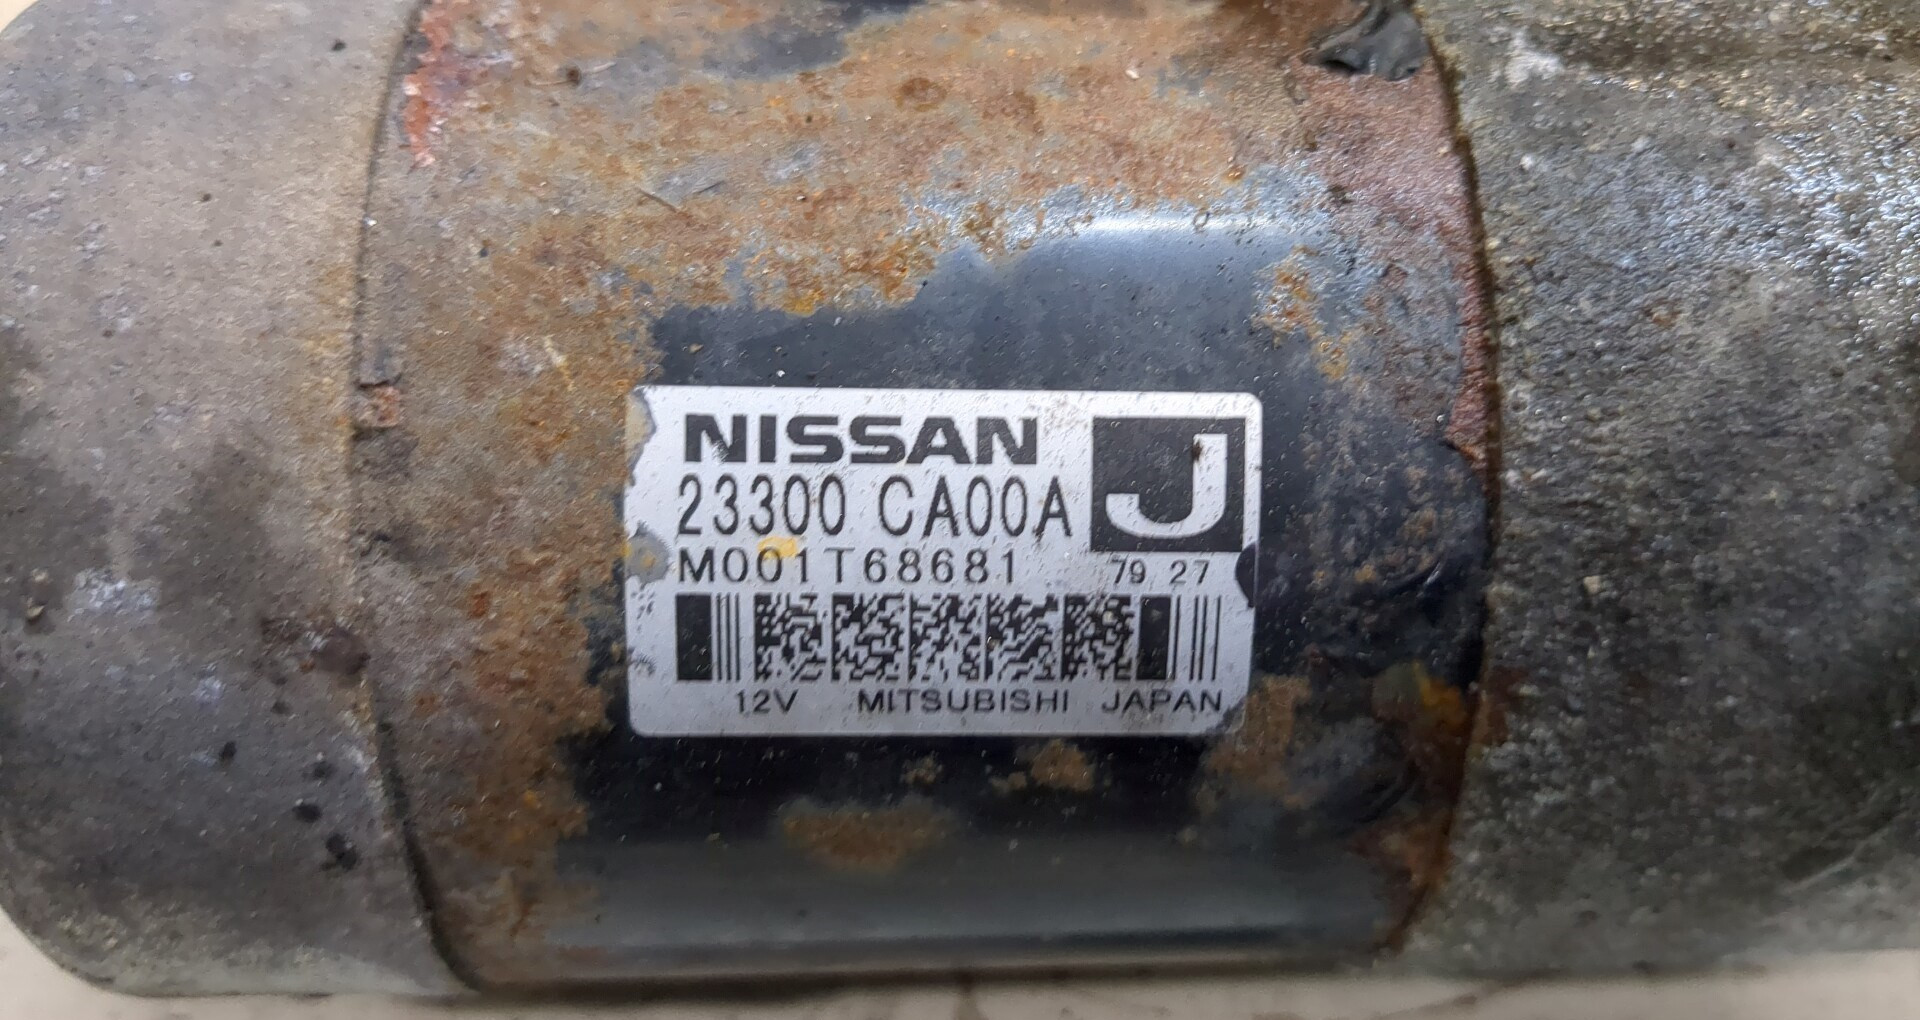 NISSAN J
23300 CA00A
M001T68681 79 27
12V MITSUBISHI JAPAN